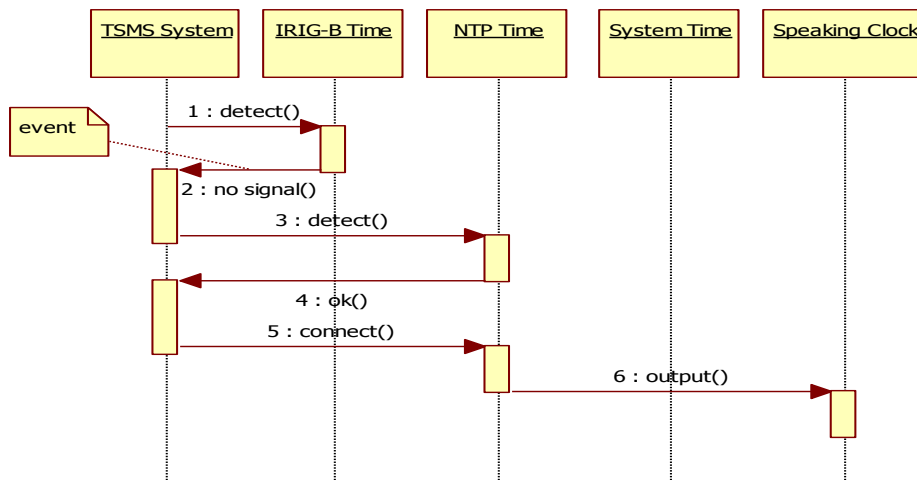 TSMS System
IRIG-B Time
NTP Time
System Time
Speaking Clock
1 : detect()
event
2 : no signal()
3 : detect()
4 : ok()
5 : connect()
6 : output()